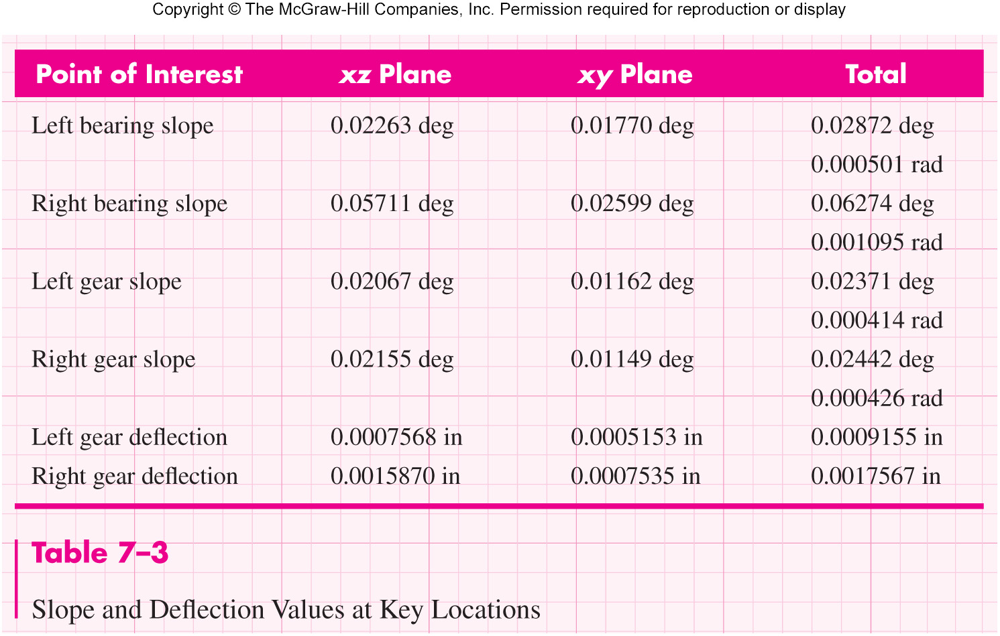 Copyright © The McGraw-Hill Companies, Inc. Permission required for reproduction or display
Point of Interest xz Plane xy Plane Total
Left bearing slope 0.02263 deg 0.01770 deg 0.02872 deg
0.000501 rad
Right bearing slope 0.05711 deg 0.02599 deg 0.06274 deg
0.001095 rad
Left gear slope 0.02067 deg 0.01162 deg 0.02371 deg
0.000414 rad
Right gear slope 0.02155 deg 0.01149 deg 0.02442 deg
0.000426 rad
Left gear deflection 0.0007568 in 0.0005153 in 0.0009155 in
Right gear deflection 0.0015870 in 0.0007535 in 0.0017567 in
Table 7–3
Slope and Deflection Values at Key Locations